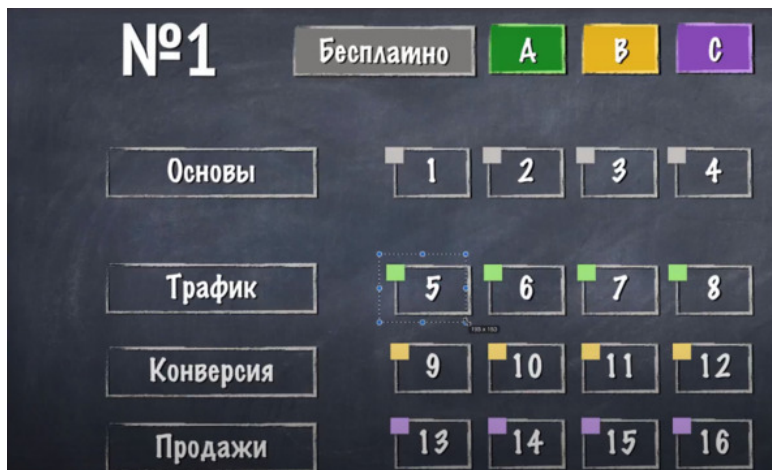 №1 Бесплатно A B C
Основы 1 2 3 4
Трафик 5 6 7 8
Конверсия 9 10 11 12
Продажи 13 14 15 16